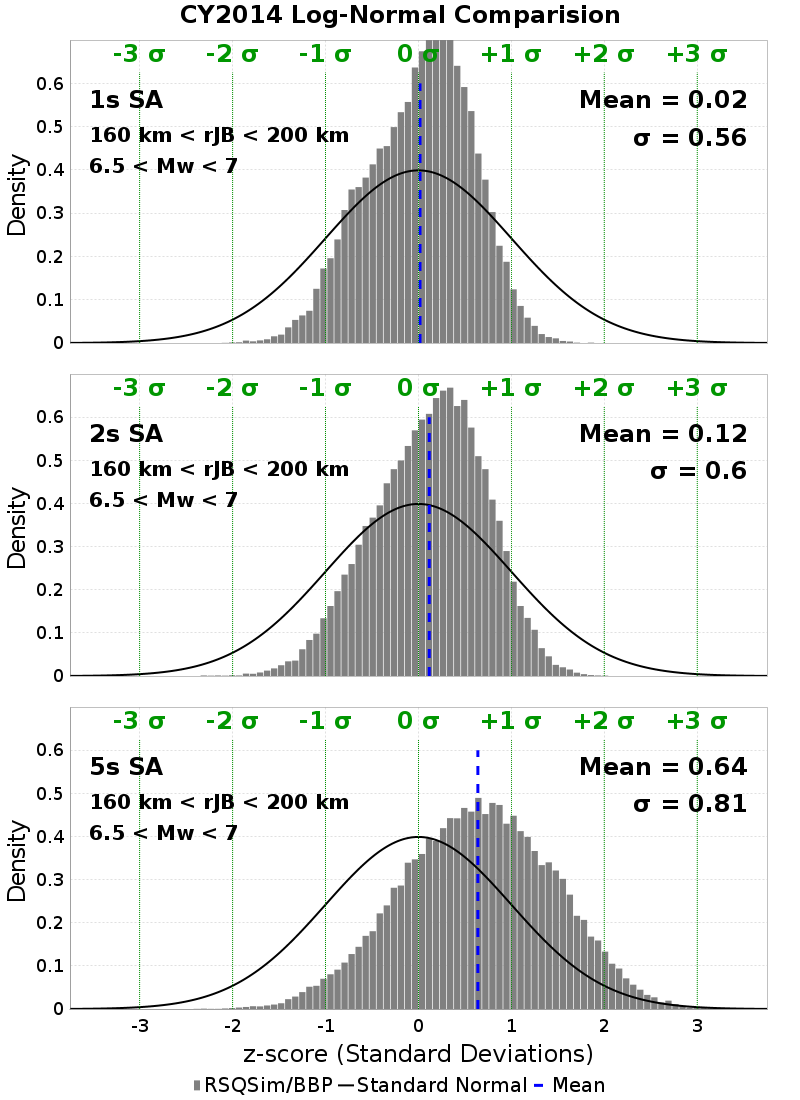 CY2014 Log-Normal Comparision
-3 σ -2 σ -1 σ 0 σ +1 σ +2 σ +3 σ
0.6
1s SA Mean = 0.02
0.5
160 km < rJB < 200 km σ = 0.56
6.5 < Mw < 7
0.4
0.3
0.2
0.1
0
Density
-3 σ -2 σ -1 σ 0 σ +1 σ +2 σ +3 σ
0.6
2s SA Mean = 0.12
0.5
160 km < rJB < 200 km σ = 0.6
6.5 < Mw < 7
0.4
0.3
0.2
0.1
0
Density
-3 σ -2 σ -1 σ 0 σ +1 σ +2 σ +3 σ
0.6
5s SA Mean = 0.64
0.5
160 km < rJB < 200 km σ = 0.81
6.5 < Mw < 7
0.4
0.3
0.2
0.1
0
Density
-3 -2 -1 0 1 2 3
z-score (Standard Deviations)
RSQSim/BBP Standard Normal Mean